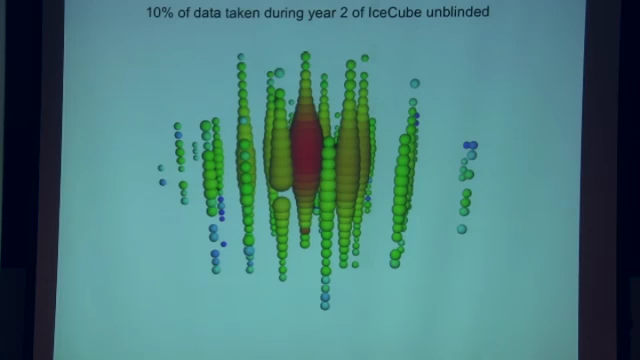 10% of data taken during year 2 of IceCube unblinded